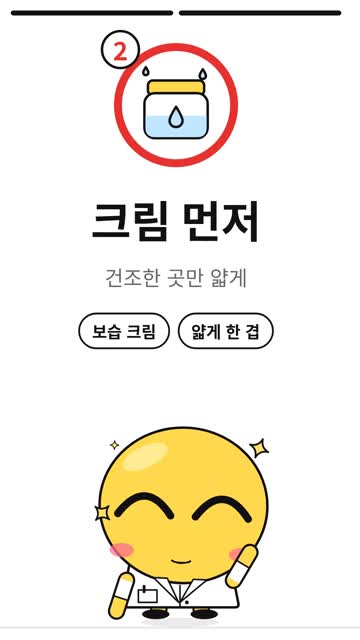 2
크림 먼저
건조한 곳만 얇게
보습 크림
얇게 한 겹